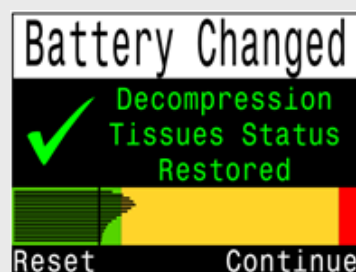 Battery Changed
Decompression
Tissues Status
Restored
Reset Continue